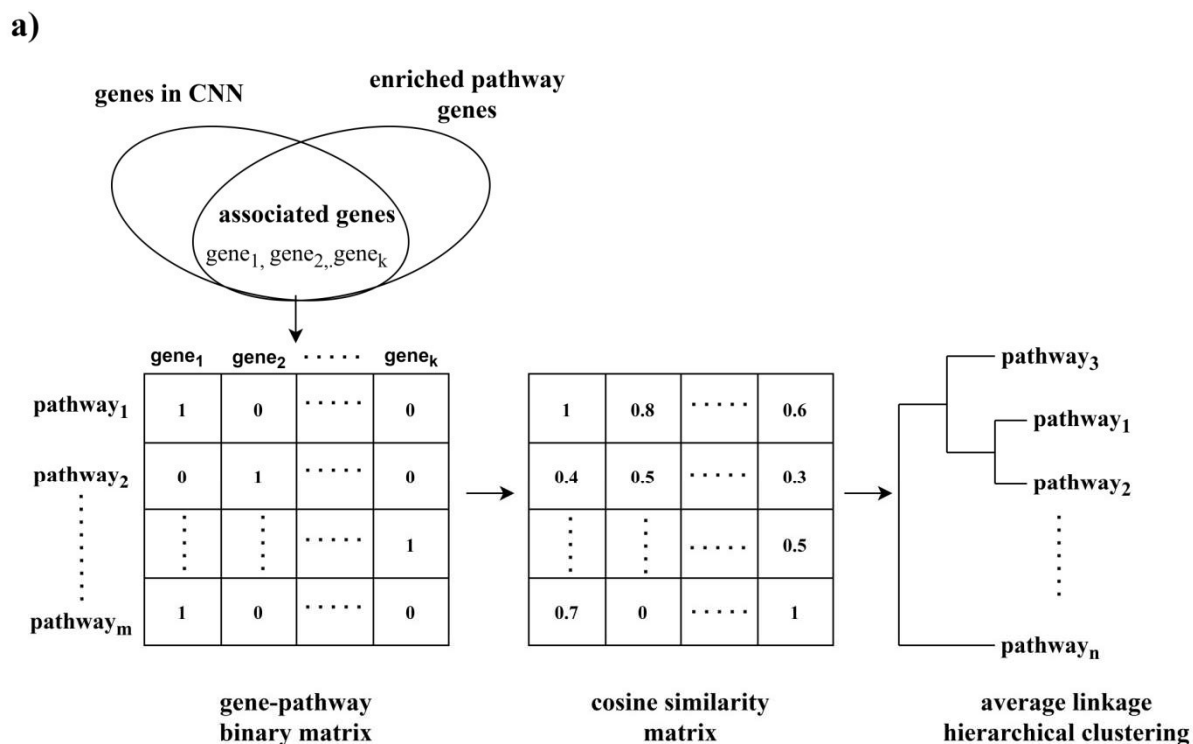 a)
genes in CNN
enriched pathway
genes
associated genes
gene1, gene2,.genek
gene1 gene2 ..... genek
pathway1 1 0 ..... 0 1 0.8 ..... 0.6
pathway2 0 1 ..... 0 0.4 0.5 ..... 0.3
..... 1 ..... 0.5
pathwaym 1 0 ..... 0 0.7 0 ..... 1
pathway3
pathway1
pathway2
pathwayn
gene-pathway
binary matrix
cosine similarity
matrix
average linkage
hierarchical clustering